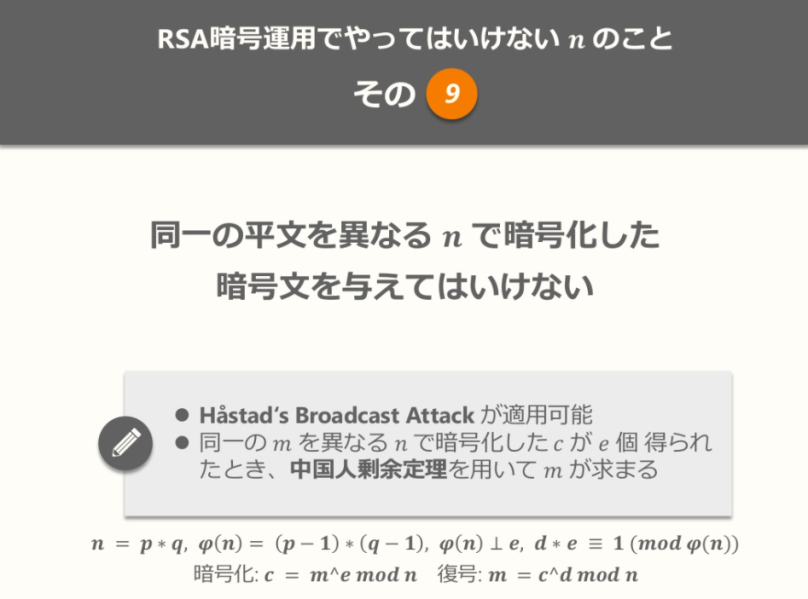 RSA暗号運用でやってはいけない n のこと
その 9
同一の平文を異なる n で暗号化した
暗号文を与えてはいけない
● Håstad's Broadcast Attack が適用可能
● 同一の m を異なる n で暗号化した c が e 個 得られ
たとき、中国人剰余定理を用いて m が求まる
n = p * q, φ(n) = (p − 1) * (q − 1), φ(n) ⊥ e, d * e ≡ 1 (mod φ(n))
暗号化: c = m^e mod n 復号: m = c^d mod n